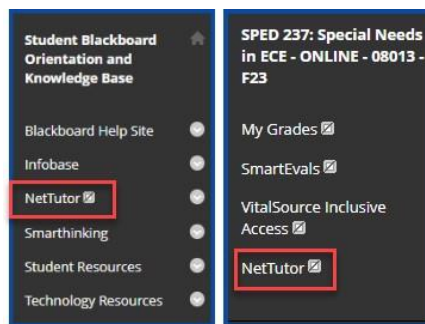 Student Blackboard
Orientation and
Knowledge Base
Blackboard Help Site
Infobase
NetTutor
Smarthinking
Student Resources
Technology Resources
SPED 237: Special Needs
in ECE - ONLINE - 08013 -
F23
My Grades
SmartEvals
VitalSource Inclusive
Access
NetTutor